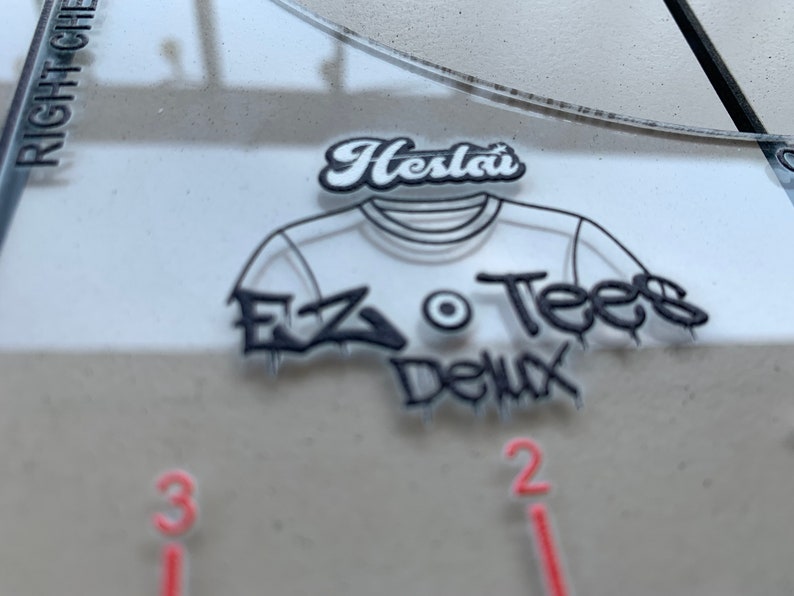 RIGHT CHE
Heslai
EZ Tees
Delux
3 2